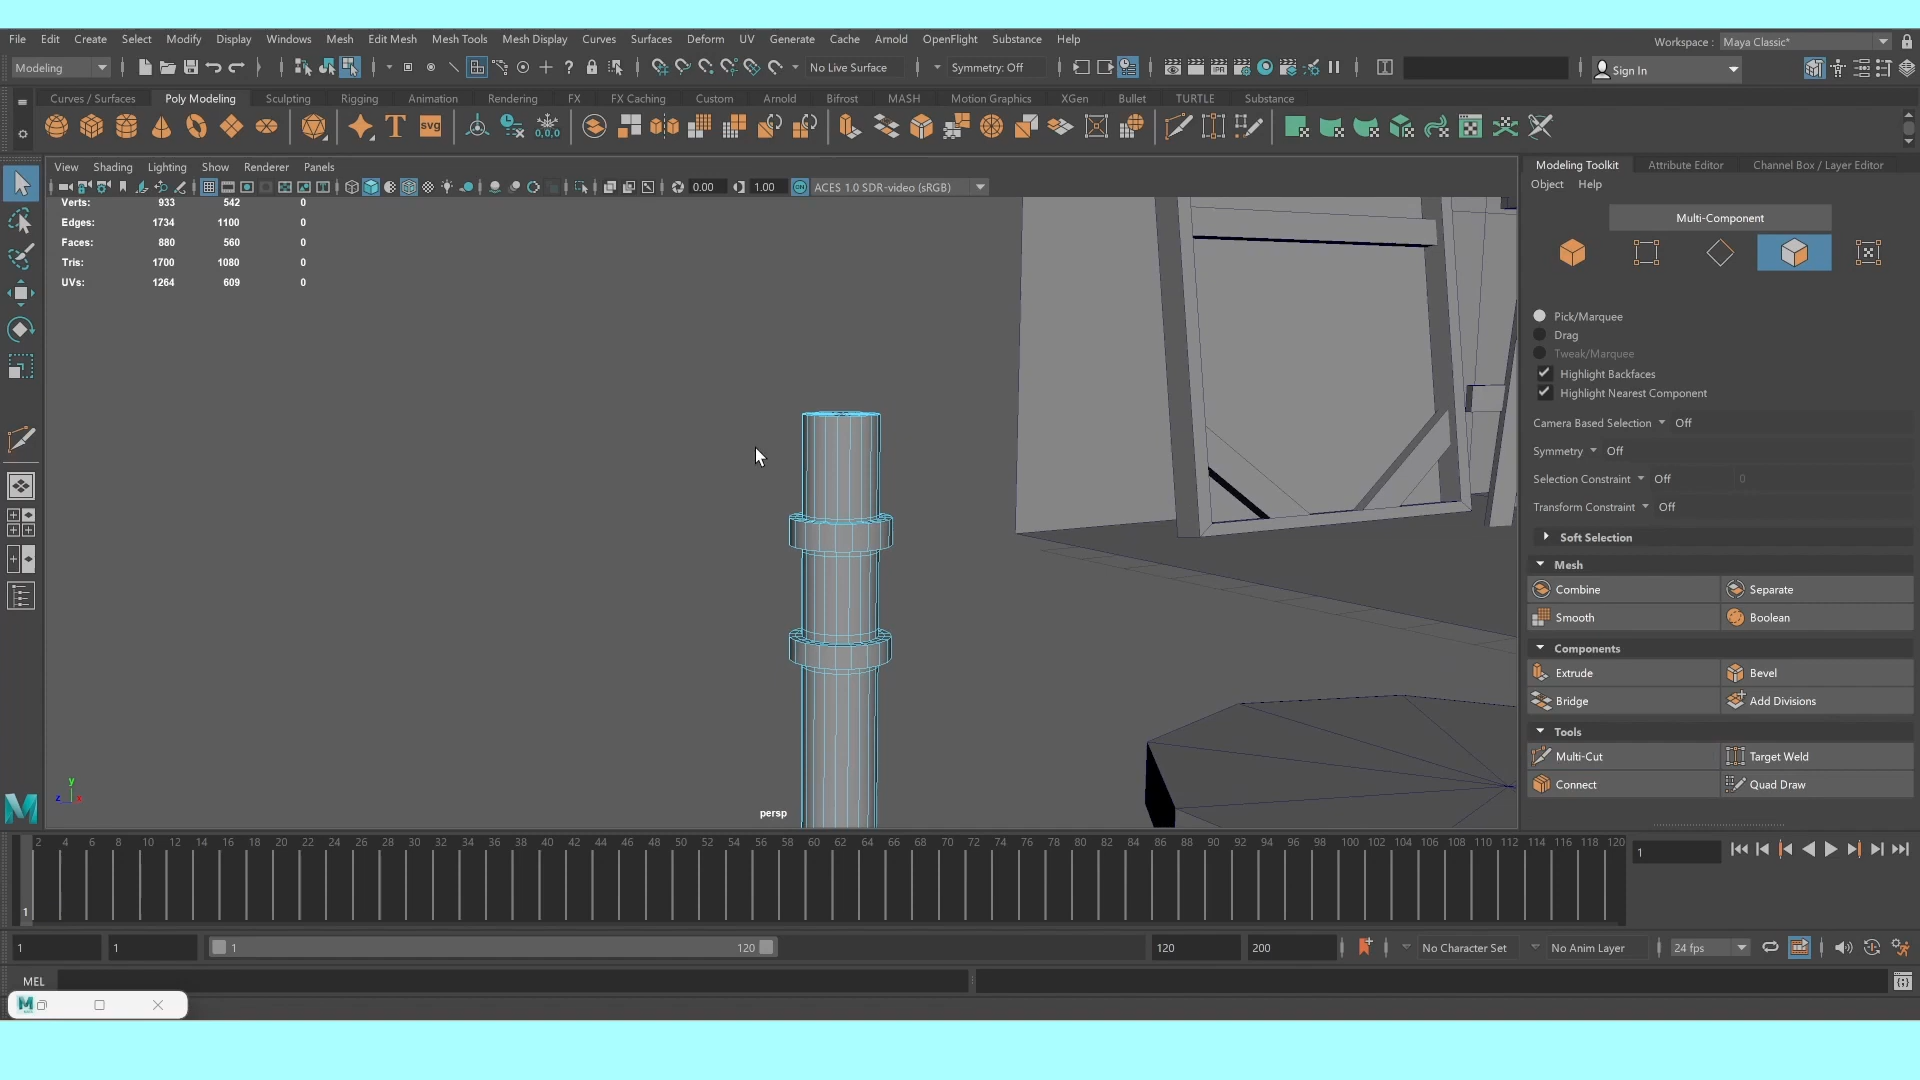 File Edit Create Select Modify Display Windows Mesh Edit Mesh Mesh Tools Mesh Display Curves Surfaces Deform UV Generate Cache Arnold OpenFlight Substance Help
Workspace : Maya Classic*
Modeling No Live Surface Symmetry: Off Sign In
Curves / Surfaces Poly Modeling Sculpting Rigging Animation Rendering FX FX Caching Custom Arnold Bifrost MASH Motion Graphics XGen Bullet TURTLE Substance
T svg 0,0,0
View Shading Lighting Show Renderer Panels
0.00 1.00 ON ACES 1.0 SDR-video (sRGB)
Verts: 933 542 0
Edges: 1734 1100 0
Faces: 880 560 0
Tris: 1700 1080 0
UVs: 1264 609 0
y
z x
persp
Modeling Toolkit Attribute Editor Channel Box / Layer Editor
Object Help
Multi-Component
Pick/Marquee
Drag
Tweak/Marquee
Highlight Backfaces
Highlight Nearest Component
Camera Based Selection Off
Symmetry Off
Selection Constraint Off 0
Transform Constraint Off
Soft Selection
Mesh
Combine Separate
Smooth Boolean
Components
Extrude Bevel
Bridge Add Divisions
Tools
Multi-Cut Target Weld
Connect Quad Draw
2 4 6 8 10 12 14 16 18 20 22 24 26 28 30 32 34 36 38 40 42 44 46 48 50 52 54 56 58 60 62 64 66 68 70 72 74 76 78 80 82 84 86 88 90 92 94 96 98 100 102 104 106 108 110 112 114 116 118 120
1
1
1 1 1 120 120 200 No Character Set No Anim Layer 24 fps
MEL
M